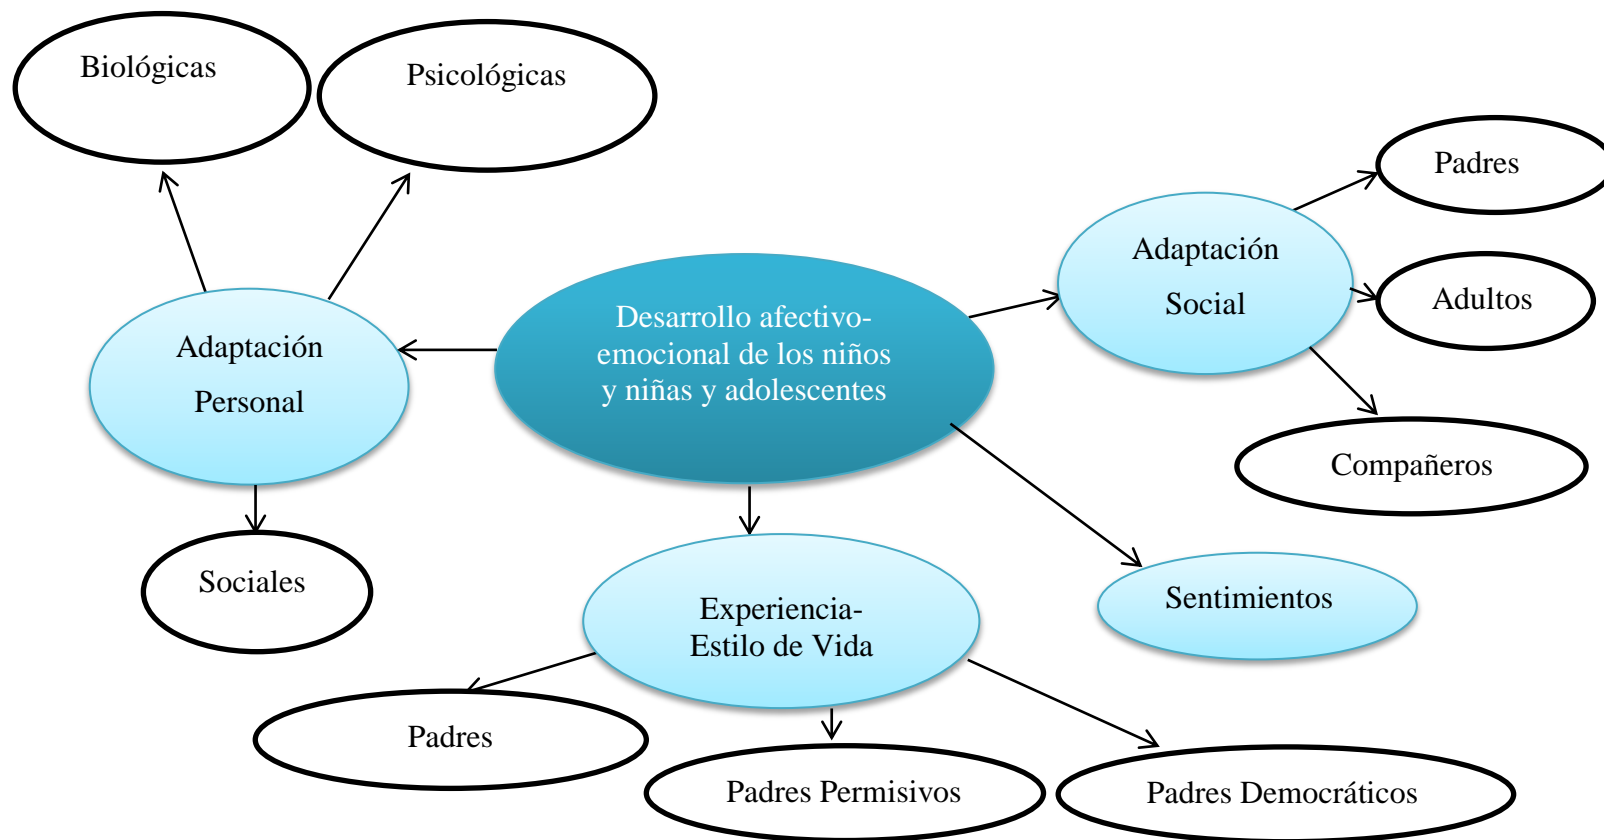 Biológicas
Psicológicas
Padres
Adaptación
Social
Adultos
Desarrollo afectivo-
emocional de los niños
y niñas y adolescentes
Adaptación
Personal
Compañeros
Sociales
Experiencia-
Estilo de Vida
Sentimientos
Padres
Padres Permisivos
Padres Democráticos